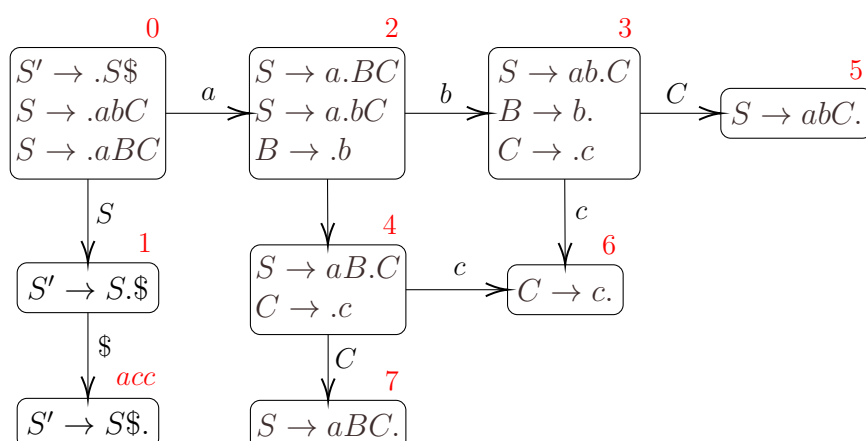 0
S′ → .S$
S → .abC
S → .aBC
a
2
S → a.BC
S → a.bC
B → .b
b
3
S → ab.C
B → b.
C → .c
C
5
S → abC.
S
1
S′ → S.$
4
S → aB.C
C → .c
c
c
6
C → c.
$
acc
S′ → S$.
C
7
S → aBC.